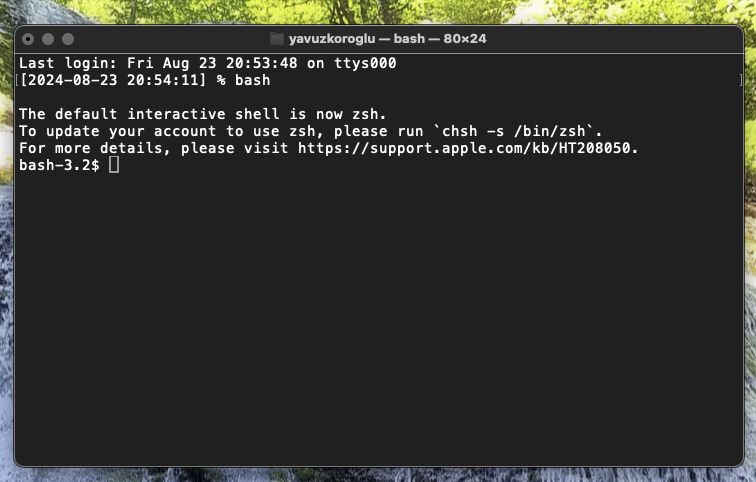 yavuzkoroglu — bash — 80×24
Last login: Fri Aug 23 20:53:48 on ttys000
[[2024-08-23 20:54:11] % bash ]
The default interactive shell is now zsh.
To update your account to use zsh, please run `chsh -s /bin/zsh`.
For more details, please visit https://support.apple.com/kb/HT208050.
bash-3.2$